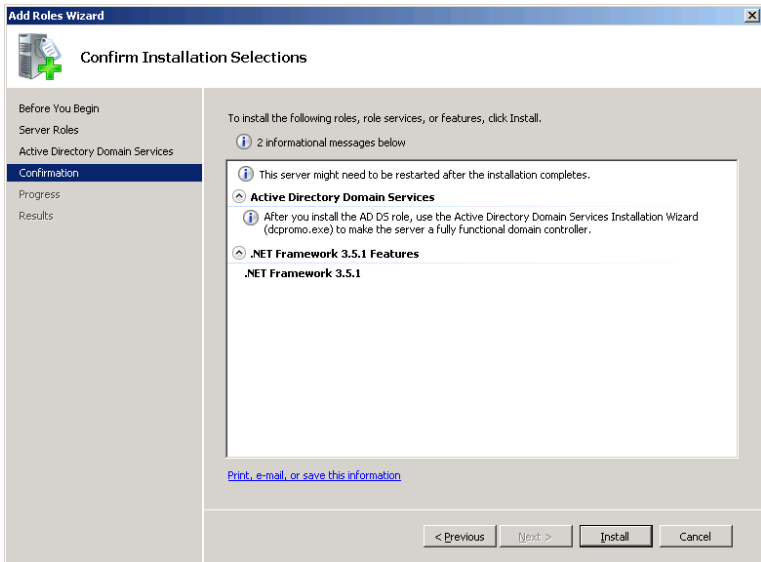 Add Roles Wizard
Confirm Installation Selections
Before You Begin
Server Roles
Active Directory Domain Services
Confirmation
Progress
Results
To install the following roles, role services, or features, click Install.
2 informational messages below
This server might need to be restarted after the installation completes.
Active Directory Domain Services
After you install the AD DS role, use the Active Directory Domain Services Installation Wizard
(dcpromo.exe) to make the server a fully functional domain controller.
.NET Framework 3.5.1 Features
.NET Framework 3.5.1
Print, e-mail, or save this information
< Previous
Next >
Install
Cancel